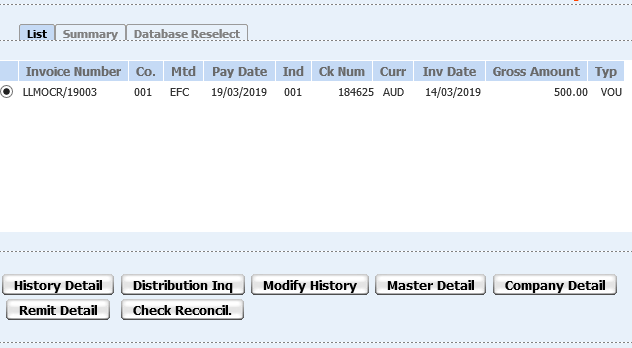 List Summary Database Reselect
Invoice Number Co. Mtd Pay Date Ind Ck Num Curr Inv Date Gross Amount Typ
LLMOCR/19003 001 EFC 19/03/2019 001 184625 AUD 14/03/2019 500.00 VOU
History Detail Distribution Inq Modify History Master Detail Company Detail
Remit Detail Check Reconcil.